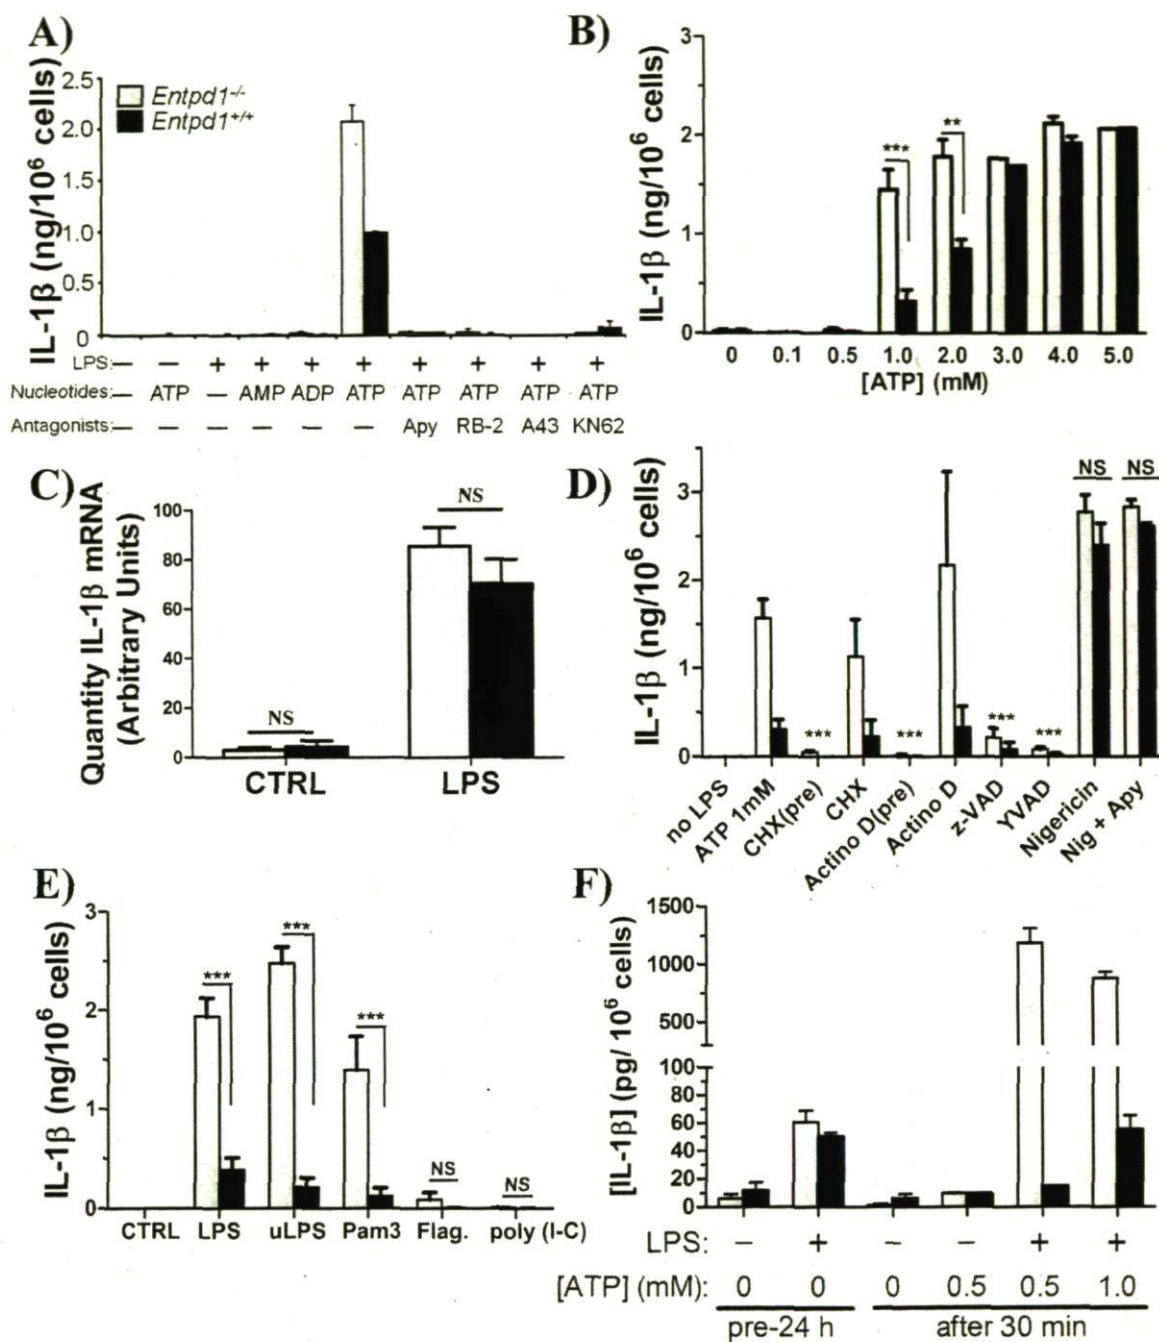 A)
IL-1β (ng/10⁶ cells)
2.5
2.0
1.5
1.0
0.5
0
Entpd1-/-
Entpd1+/+
LPS: — — + + + + + + + +
Nucleotides: — ATP — AMP ADP ATP ATP ATP ATP ATP
Antagonists: — — — — — — Apy RB-2 A43 KN62
B)
IL-1β (ng/10⁶ cells)
3
2
1
0
*** **
0 0.1 0.5 1.0 2.0 3.0 4.0 5.0
[ATP] (mM)
C)
Quantity IL-1β mRNA
(Arbitrary Units)
100
80
60
40
20
0
NS NS
CTRL LPS
D)
IL-1β (ng/10⁶ cells)
3
2
1
0
*** *** *** *** NS NS
no LPS
ATP 1mM
CHX(pre)
CHX
Actino D(pre)
Actino D
z-VAD
YVAD
Nigericin
Nig + Apy
E)
IL-1β (ng/10⁶ cells)
3
2
1
0
*** *** *** NS NS
CTRL LPS uLPS Pam3 Flag. poly (I-C)
F)
[IL-1β] (pg/ 10⁶ cells)
1500
1000
500
100
80
60
40
20
0
LPS: − + − − + +
[ATP] (mM): 0 0 0 0.5 0.5 1.0
pre-24 h after 30 min